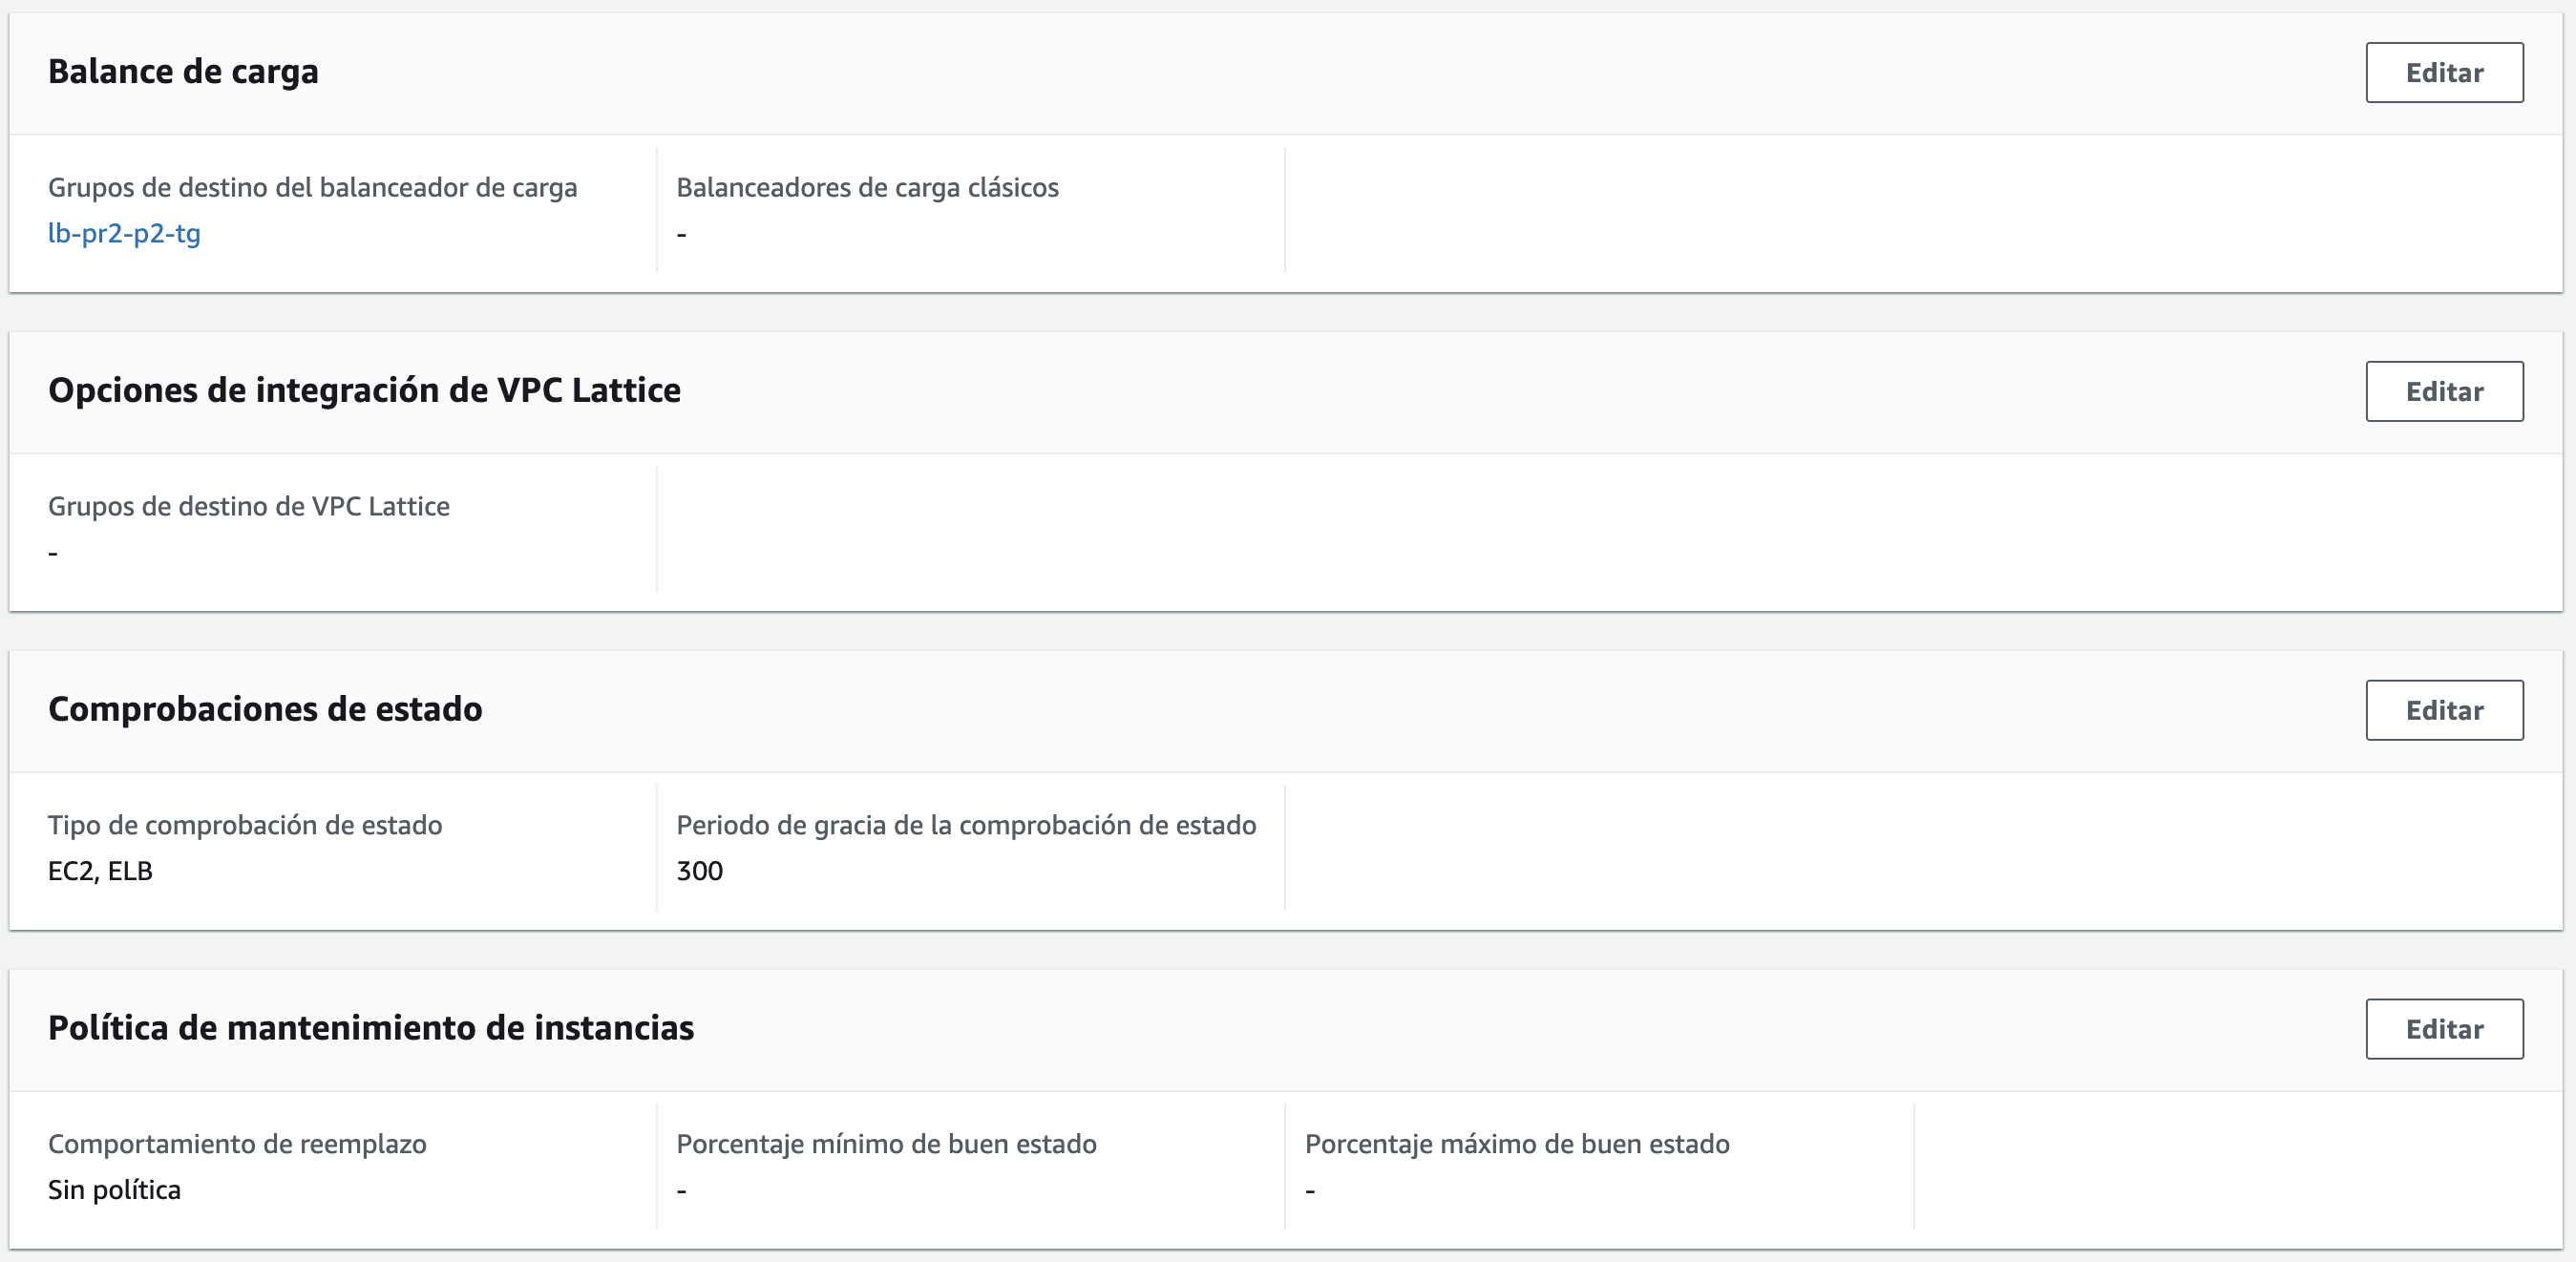 Balance de carga
Editar
Grupos de destino del balanceador de carga
lb-pr2-p2-tg
Balanceadores de carga clásicos
-
Opciones de integración de VPC Lattice
Editar
Grupos de destino de VPC Lattice
-
Comprobaciones de estado
Editar
Tipo de comprobación de estado
EC2, ELB
Periodo de gracia de la comprobación de estado
300
Política de mantenimiento de instancias
Editar
Comportamiento de reemplazo
Sin política
Porcentaje mínimo de buen estado
-
Porcentaje máximo de buen estado
-